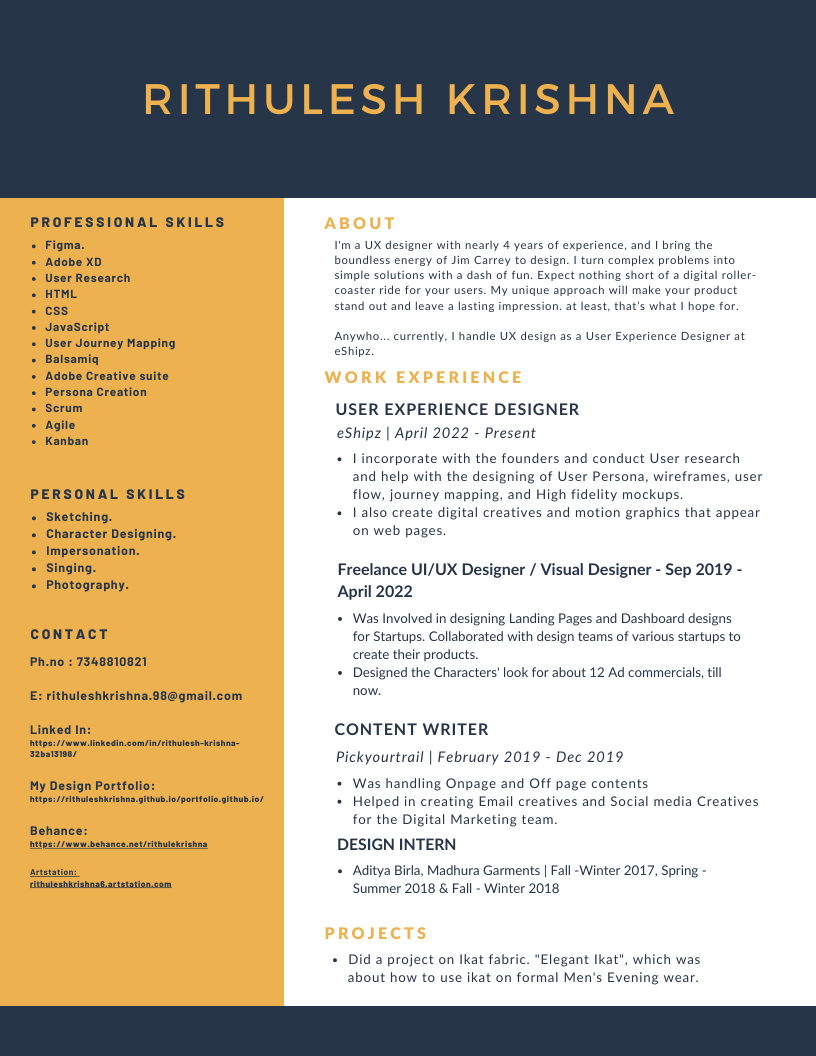 RITHULESH KRISHNA
PROFESSIONAL SKILLS
• Figma.
• Adobe XD
• User Research
• HTML
• CSS
• JavaScript
• User Journey Mapping
• Balsamiq
• Adobe Creative suite
• Persona Creation
• Scrum
• Agile
• Kanban
PERSONAL SKILLS
• Sketching.
• Character Designing.
• Impersonation.
• Singing.
• Photography.
CONTACT
Ph.no : 7348810821
E: rithuleshkrishna.98@gmail.com
Linked In:
https://www.linkedin.com/in/rithulesh-krishna-
32ba13198/
My Design Portfolio:
https://rithuleshkrishna.github.io/portfolio.github.io/
Behance:
https://www.behance.net/rithulekrishna
Artstation:
rithuleshkrishna6.artstation.com
ABOUT
I'm a UX designer with nearly 4 years of experience, and I bring the
boundless energy of Jim Carrey to design. I turn complex problems into
simple solutions with a dash of fun. Expect nothing short of a digital roller-
coaster ride for your users. My unique approach will make your product
stand out and leave a lasting impression. at least, that's what I hope for.
Anywho... currently, I handle UX design as a User Experience Designer at
eShipz.
WORK EXPERIENCE
USER EXPERIENCE DESIGNER
eShipz | April 2022 - Present
• I incorporate with the founders and conduct User research
and help with the designing of User Persona, wireframes, user
flow, journey mapping, and High fidelity mockups.
• I also create digital creatives and motion graphics that appear
on web pages.
Freelance UI/UX Designer / Visual Designer - Sep 2019 -
April 2022
• Was Involved in designing Landing Pages and Dashboard designs
for Startups. Collaborated with design teams of various startups to
create their products.
• Designed the Characters' look for about 12 Ad commercials, till
now.
CONTENT WRITER
Pickyourtrail | February 2019 - Dec 2019
• Was handling Onpage and Off page contents
• Helped in creating Email creatives and Social media Creatives
for the Digital Marketing team.
DESIGN INTERN
• Aditya Birla, Madhura Garments | Fall -Winter 2017, Spring -
Summer 2018 & Fall - Winter 2018
PROJECTS
• Did a project on Ikat fabric. "Elegant Ikat", which was
about how to use ikat on formal Men's Evening wear.